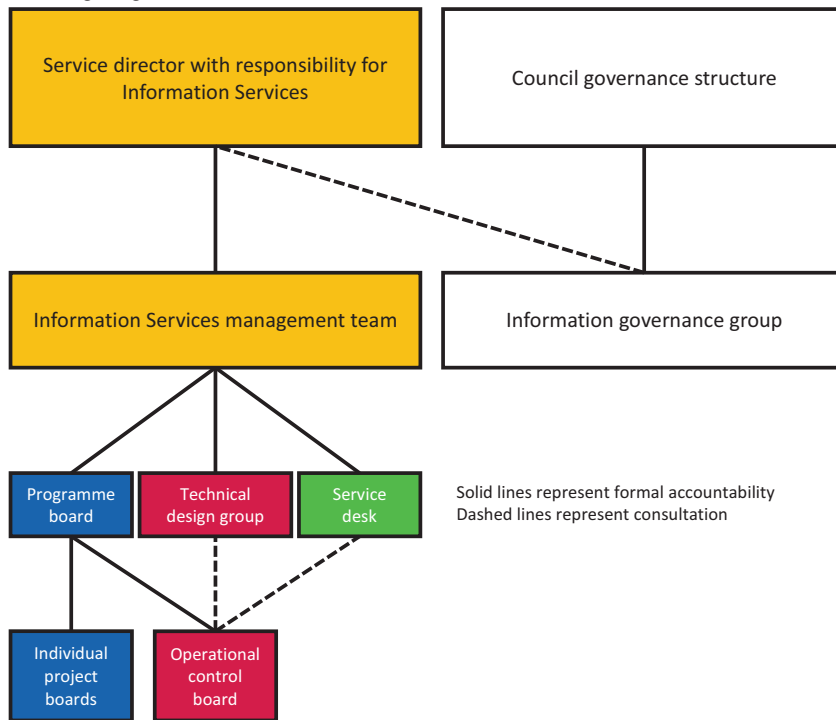 Service director with responsibility for
Information Services
Council governance structure
Information Services management team
Information governance group
Programme
board
Technical
design group
Service
desk
Solid lines represent formal accountability
Dashed lines represent consultation
Individual
project
boards
Operational
control
board